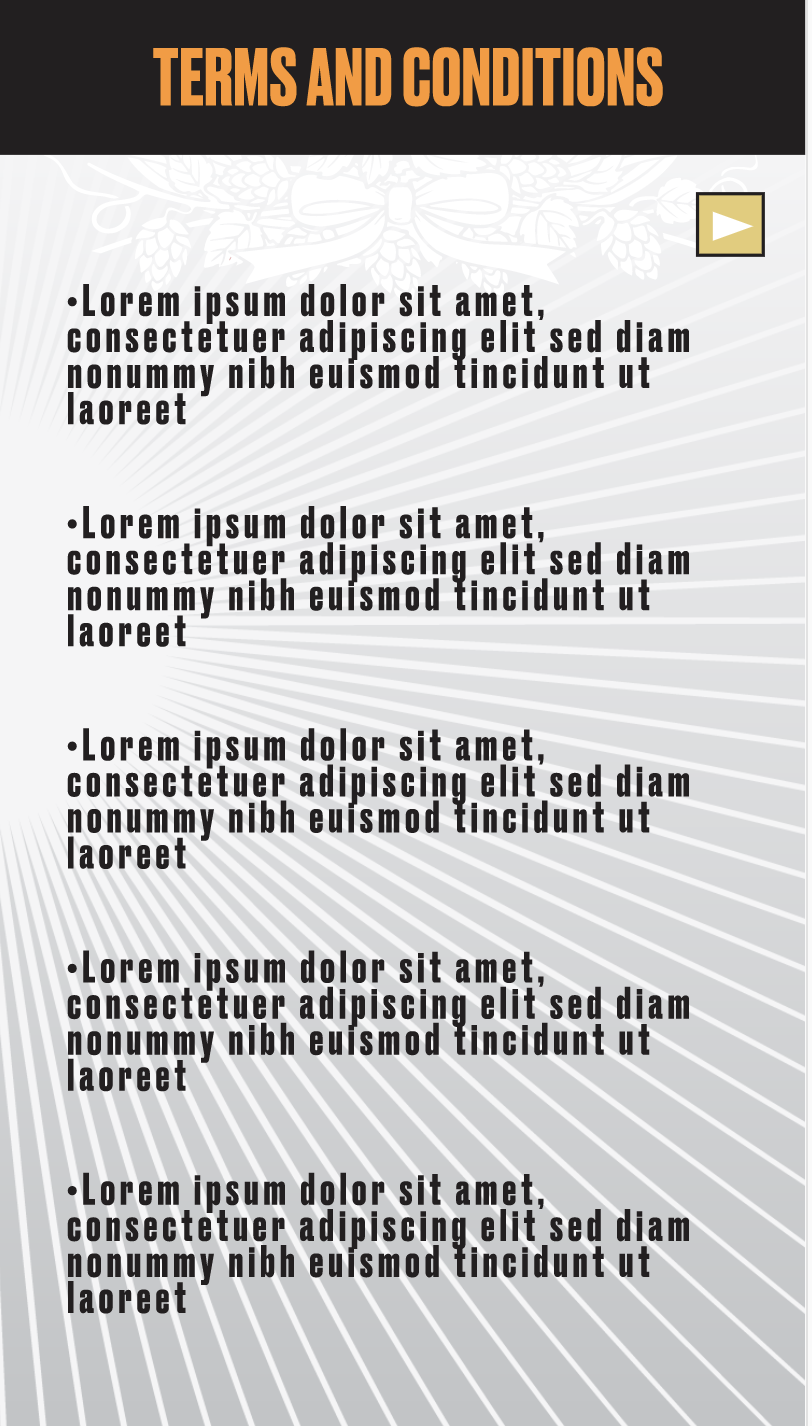 TERMS AND CONDITIONS
•Lorem ipsum dolor sit amet,
consectetuer adipiscing elit sed diam
nonummy nibh euismod tincidunt ut
laoreet
•Lorem ipsum dolor sit amet,
consectetuer adipiscing elit sed diam
nonummy nibh euismod tincidunt ut
laoreet
•Lorem ipsum dolor sit amet,
consectetuer adipiscing elit sed diam
nonummy nibh euismod tincidunt ut
laoreet
•Lorem ipsum dolor sit amet,
consectetuer adipiscing elit sed diam
nonummy nibh euismod tincidunt ut
laoreet
•Lorem ipsum dolor sit amet,
consectetuer adipiscing elit sed diam
nonummy nibh euismod tincidunt ut
laoreet